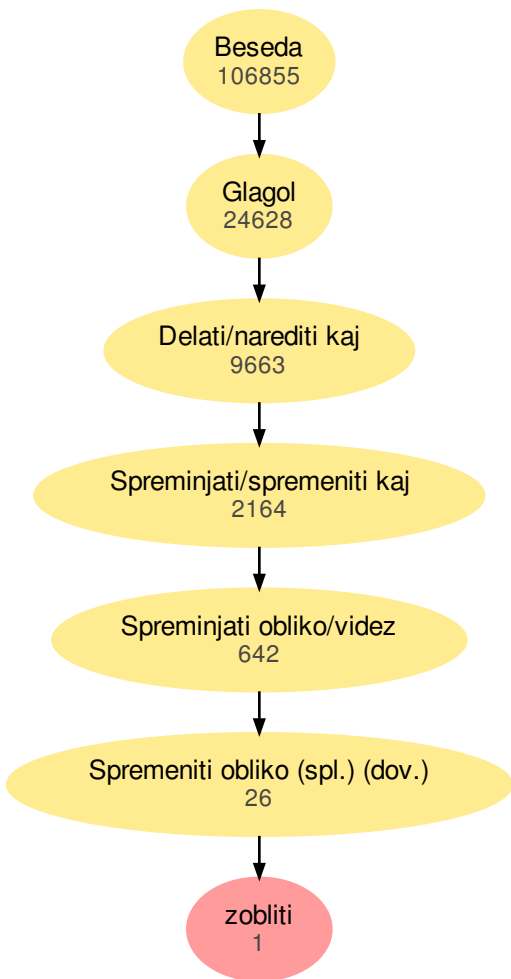 Beseda
106855
Glagol
24628
Delati/narediti kaj
9663
Spreminjati/spremeniti kaj
2164
Spreminjati obliko/videz
642
Spremeniti obliko (spl.) (dov.)
26
zobliti
1